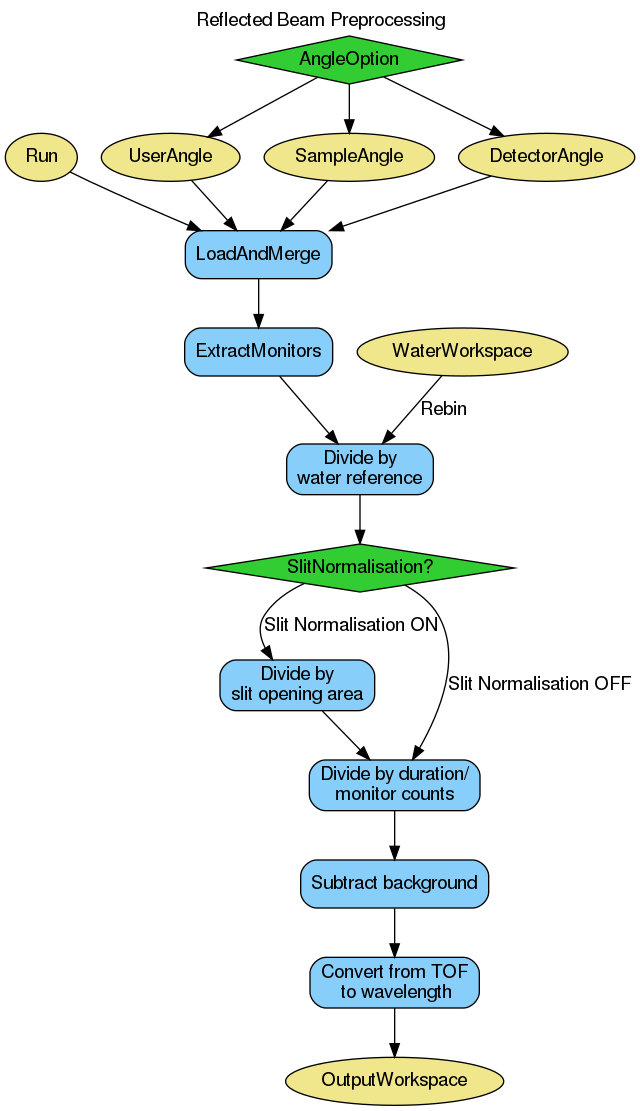 Reflected Beam Preprocessing
AngleOption
Run
UserAngle
SampleAngle
DetectorAngle
LoadAndMerge
ExtractMonitors
WaterWorkspace
Rebin
Divide by
water reference
SlitNormalisation?
Slit Normalisation ON
Divide by
slit opening area
Slit Normalisation OFF
Divide by duration/
monitor counts
Subtract background
Convert from TOF
to wavelength
OutputWorkspace